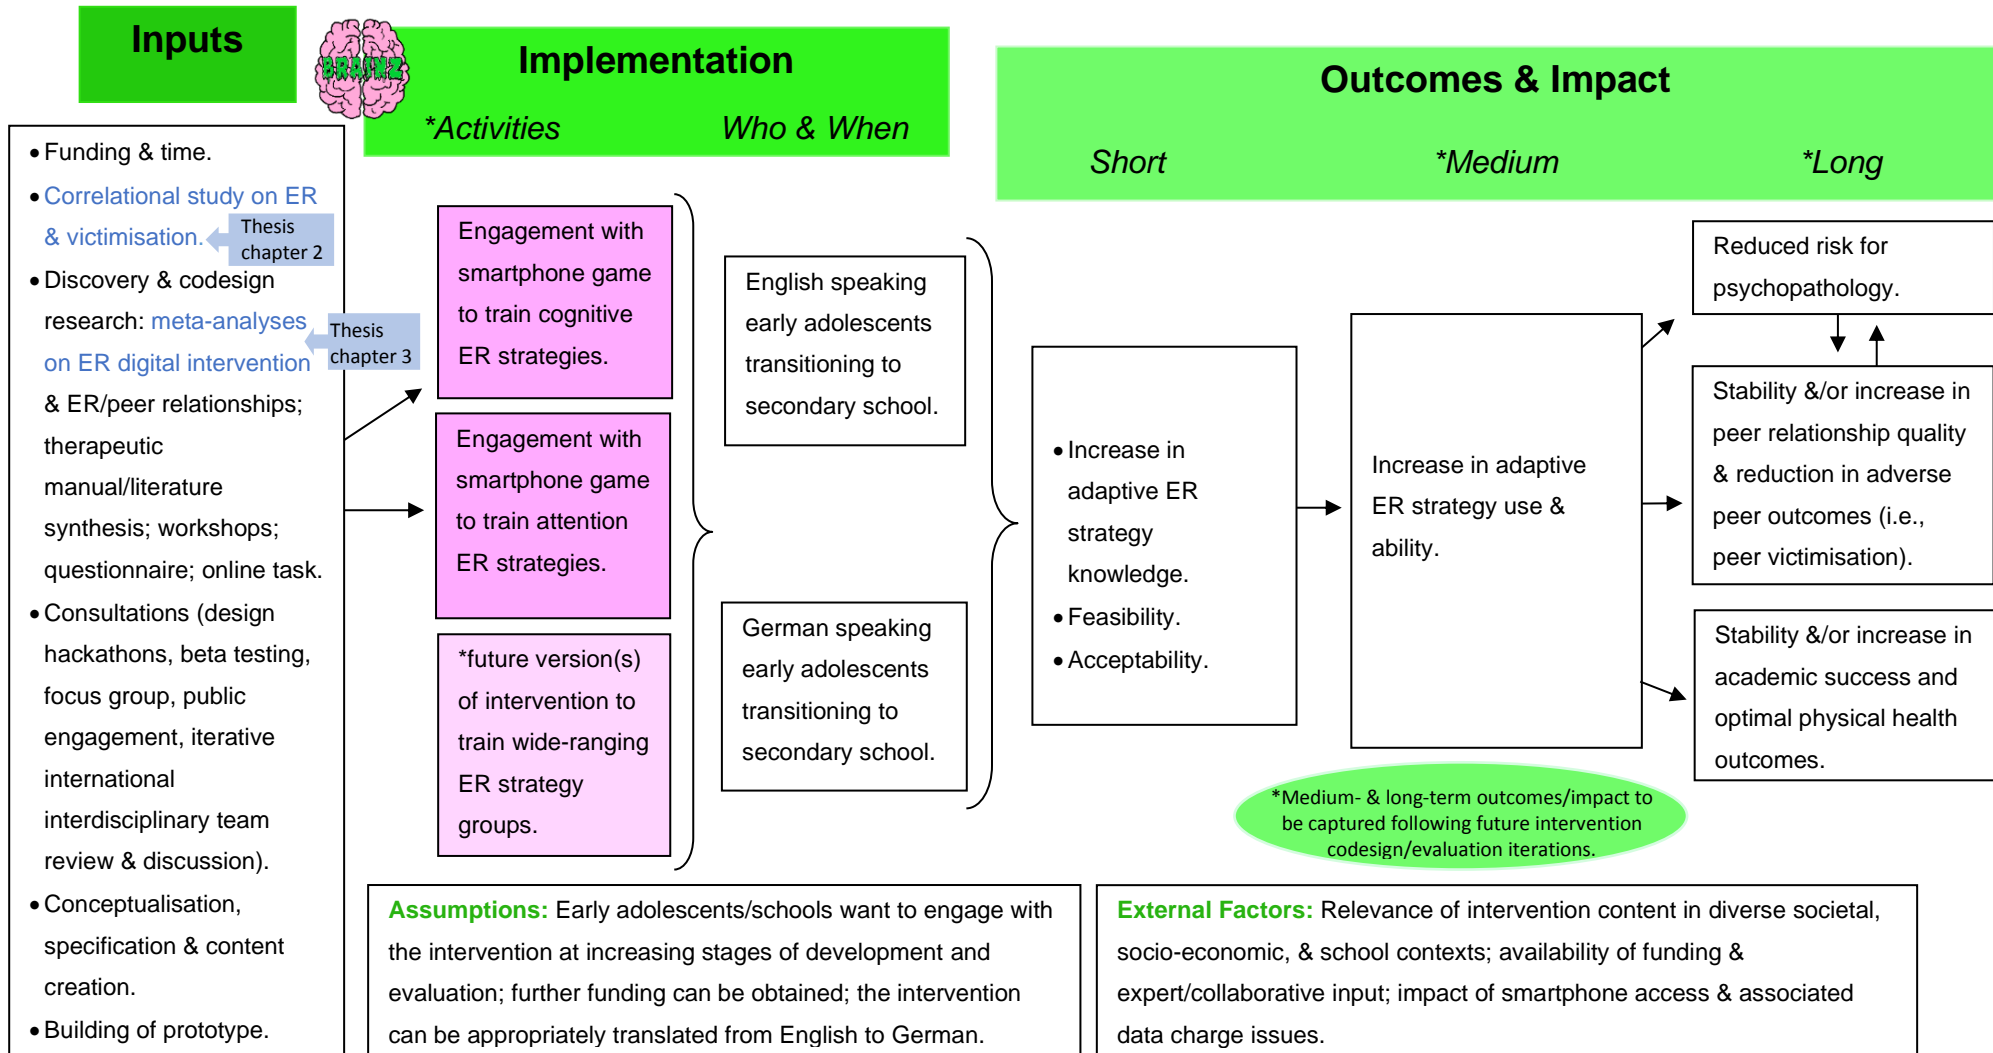 Inputs
BRAINZ
Implementation
*Activities
Who & When
Outcomes & Impact
Short
*Medium
*Long
• Funding & time.
• Correlational study on ER
& victimisation.
Thesis
chapter 2
• Discovery & codesign
research: meta-analyses
on ER digital intervention
Thesis
chapter 3
& ER/peer relationships;
therapeutic
manual/literature
synthesis; workshops;
questionnaire; online task.
• Consultations (design
hackathons, beta testing,
focus group, public
engagement, iterative
international
interdisciplinary team
review & discussion).
• Conceptualisation,
specification & content
creation.
• Building of prototype.
Engagement with
smartphone game
to train cognitive
ER strategies.
Engagement with
smartphone game
to train attention
ER strategies.
*future version(s)
of intervention to
train wide-ranging
ER strategy
groups.
English speaking
early adolescents
transitioning to
secondary school.
German speaking
early adolescents
transitioning to
secondary school.
• Increase in
adaptive ER
strategy
knowledge.
• Feasibility.
• Acceptability.
Increase in adaptive
ER strategy use &
ability.
Reduced risk for
psychopathology.
Stability &/or increase in
peer relationship quality
& reduction in adverse
peer outcomes (i.e.,
peer victimisation).
Stability &/or increase in
academic success and
optimal physical health
outcomes.
*Medium- & long-term outcomes/impact to
be captured following future intervention
codesign/evaluation iterations.
Assumptions: Early adolescents/schools want to engage with
the intervention at increasing stages of development and
evaluation; further funding can be obtained; the intervention
can be appropriately translated from English to German.
External Factors: Relevance of intervention content in diverse societal,
socio-economic, & school contexts; availability of funding &
expert/collaborative input; impact of smartphone access & associated
data charge issues.